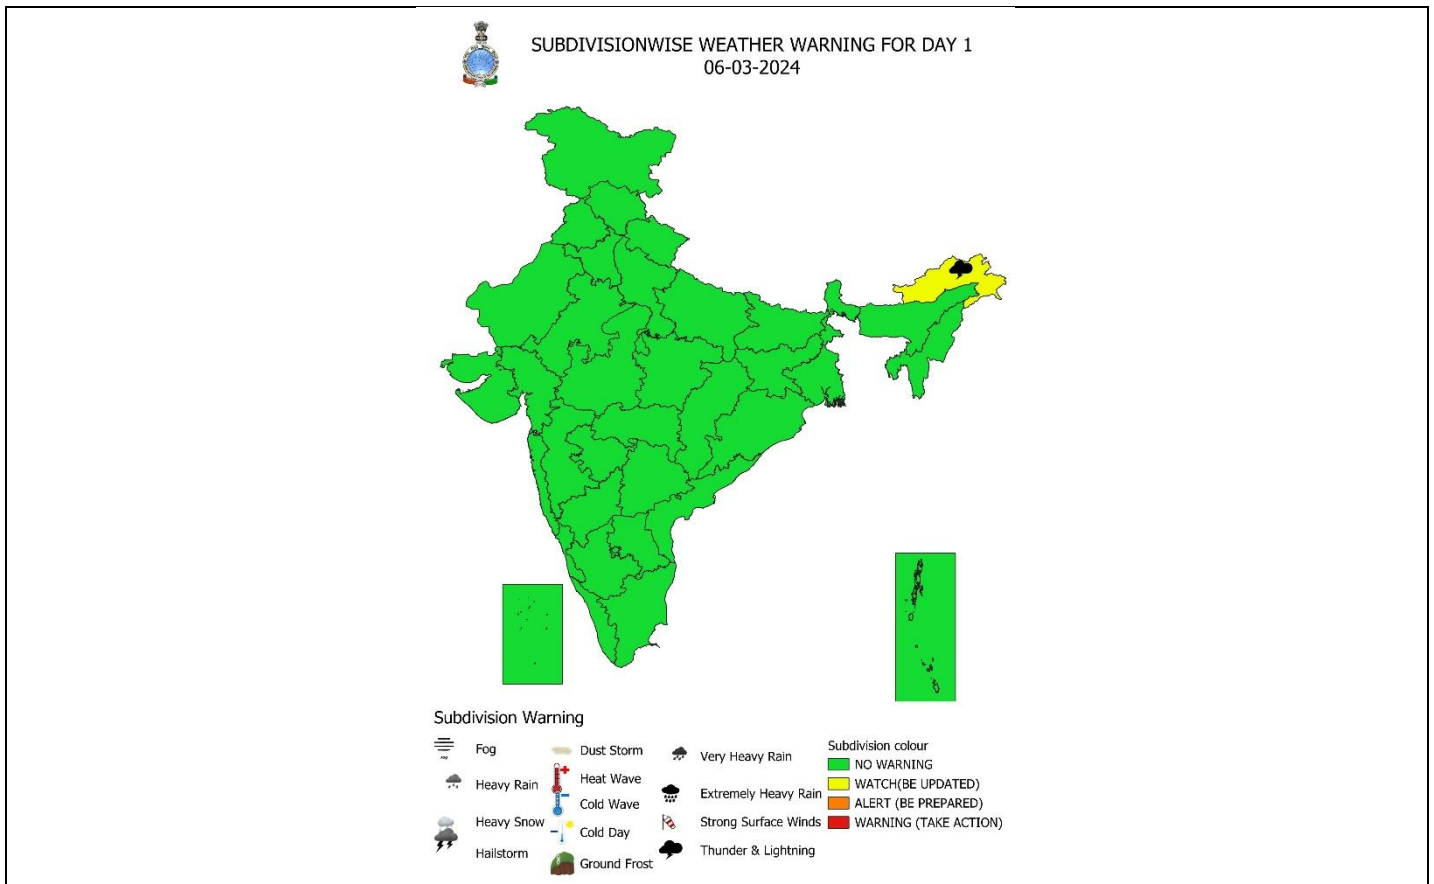 SUBDIVISIONWISE WEATHER WARNING FOR DAY 1
06-03-2024
Subdivision Warning
Fog
Heavy Rain
Heavy Snow
Hailstorm
Dust Storm
Heat Wave
Cold Wave
Cold Day
Ground Frost
Very Heavy Rain
Extremely Heavy Rain
Strong Surface Winds
Thunder & Lightning
Subdivision colour
NO WARNING
WATCH(BE UPDATED)
ALERT (BE PREPARED)
WARNING (TAKE ACTION)